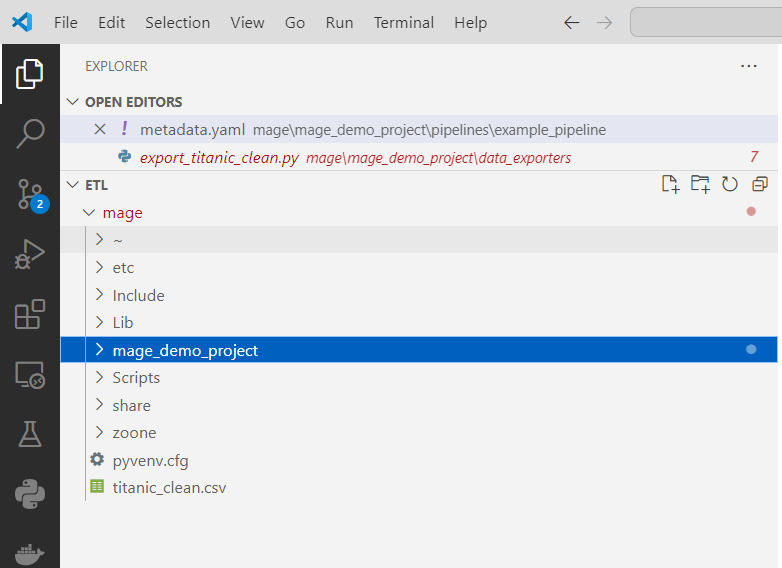 File Edit Selection View Go Run Terminal Help
EXPLORER
OPEN EDITORS
! metadata.yaml mage\mage_demo_project\pipelines\example_pipeline
export_titanic_clean.py mage\mage_demo_project\data_exporters 7
ETL
mage
~
etc
Include
Lib
mage_demo_project
Scripts
share
zoone
pyvenv.cfg
titanic_clean.csv
2